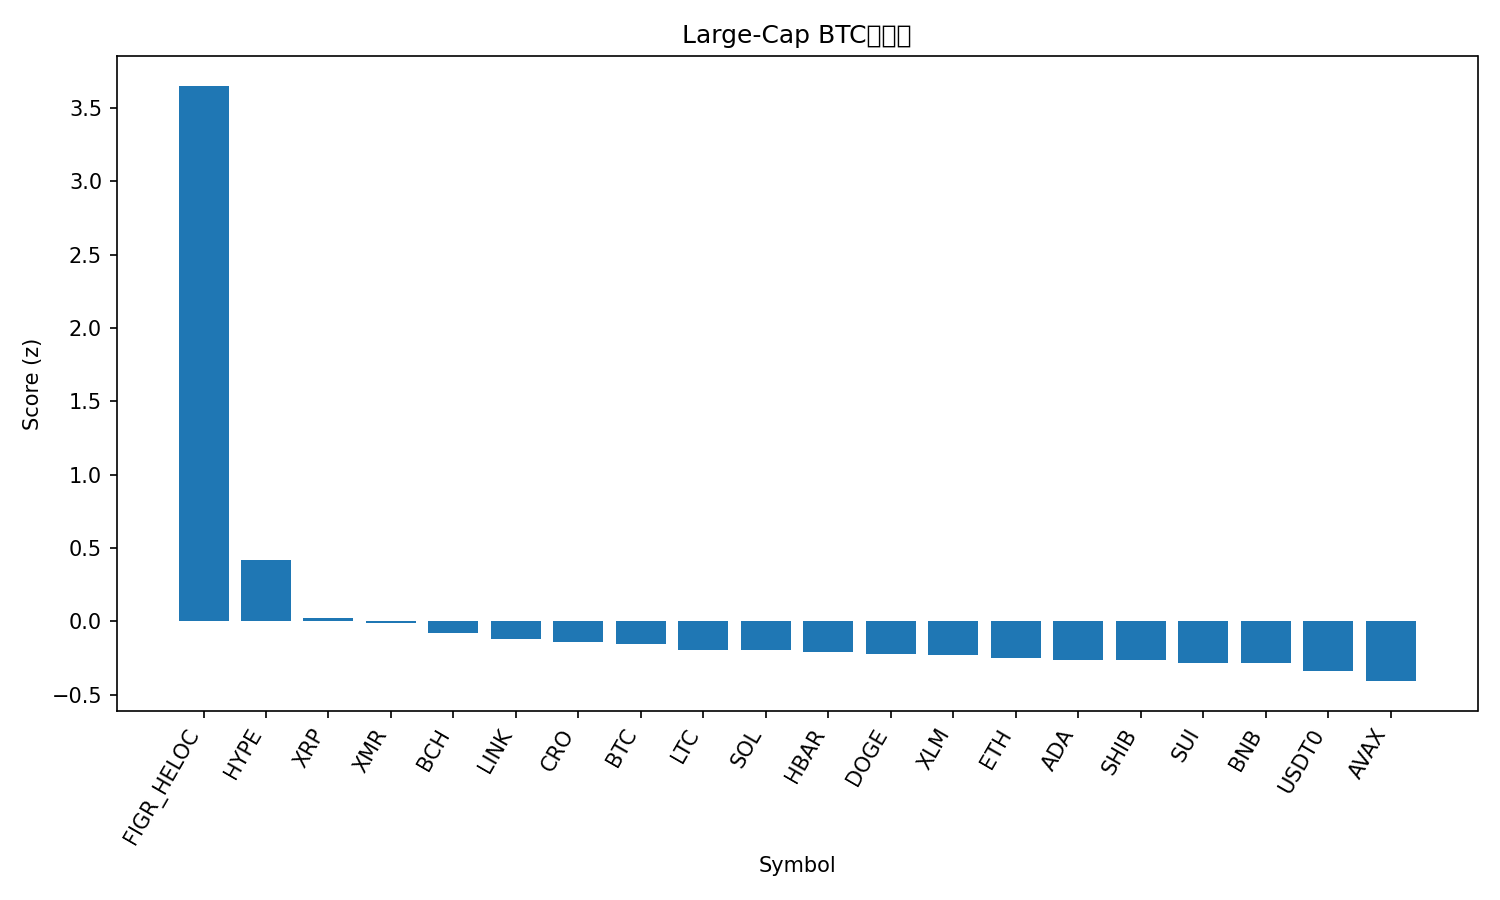 Large-Cap BTC
3.5
3.0
2.5
2.0
1.5
1.0
0.5
0.0
−0.5
Score (z)
FIGR_HELOC
HYPE
XRP
XMR
BCH
LINK
CRO
BTC
LTC
SOL
HBAR
DOGE
XLM
ETH
ADA
SHIB
SUI
BNB
USDT0
AVAX
Symbol